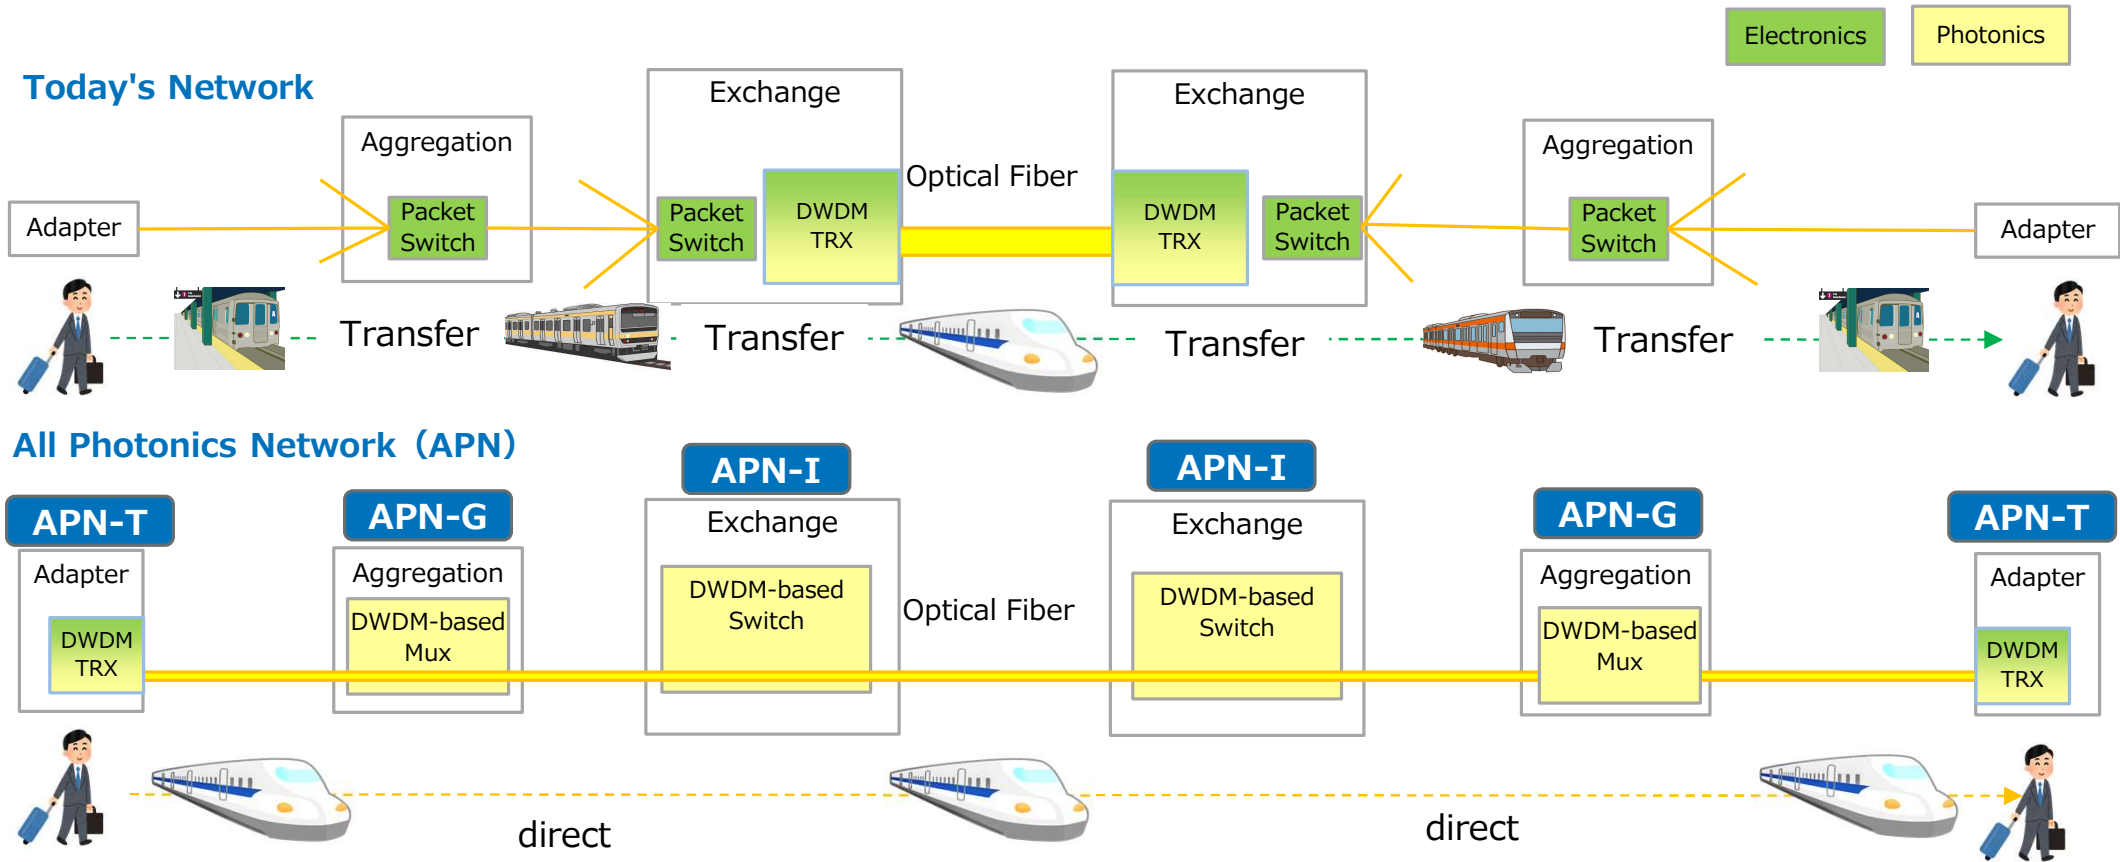 Electronics
Photonics
Today's Network
Exchange
Exchange
Aggregation
Aggregation
Optical Fiber
Adapter
Packet
Switch
Packet
Switch
DWDM
TRX
DWDM
TRX
Packet
Switch
Packet
Switch
Adapter
Transfer
Transfer
Transfer
Transfer
All Photonics Network（APN）
APN-T
APN-G
APN-I
APN-I
APN-G
APN-T
Adapter
Aggregation
Exchange
Exchange
Aggregation
Adapter
DWDM
TRX
DWDM-based
Mux
DWDM-based
Switch
Optical Fiber
DWDM-based
Switch
DWDM-based
Mux
DWDM
TRX
direct
direct